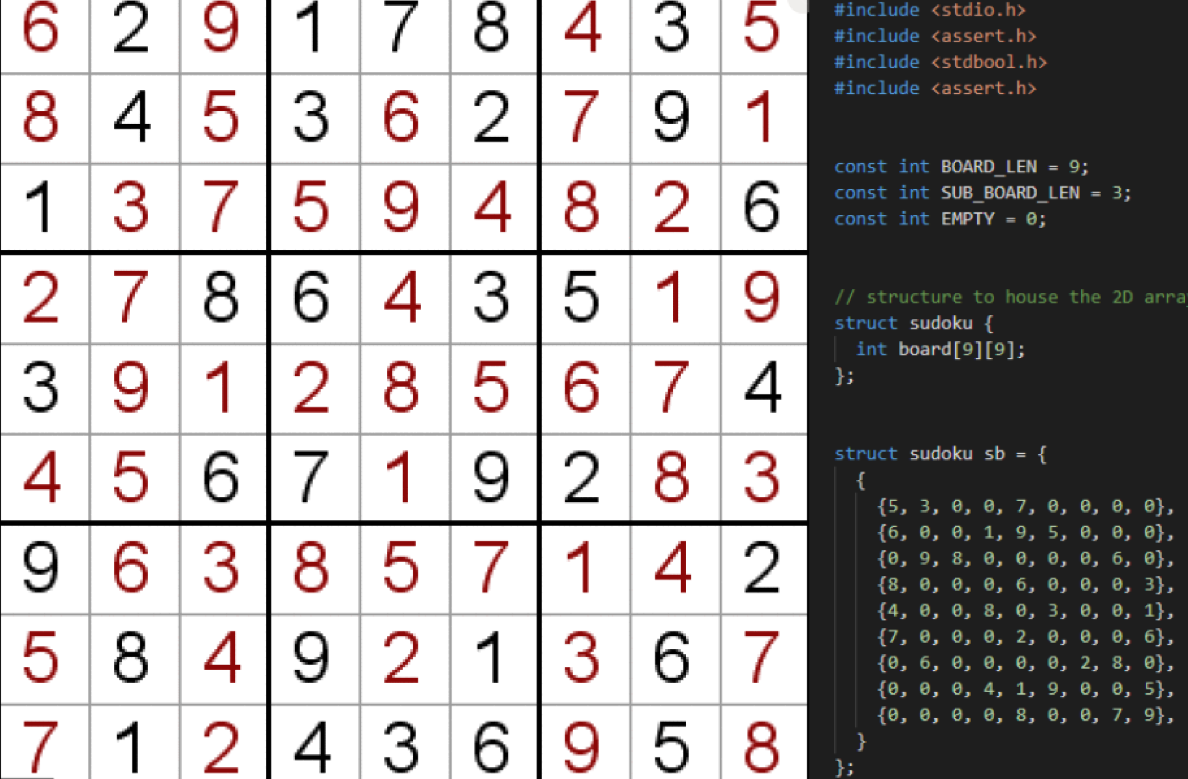 6 2 9 1 7 8 4 3 5
8 4 5 3 6 2 7 9 1
1 3 7 5 9 4 8 2 6
2 7 8 6 4 3 5 1 9
3 9 1 2 8 5 6 7 4
4 5 6 7 1 9 2 8 3
9 6 3 8 5 7 1 4 2
5 8 4 9 2 1 3 6 7
7 1 2 4 3 6 9 5 8
#include <stdio.h>
#include <assert.h>
#include <stdbool.h>
#include <assert.h>
const int BOARD_LEN = 9;
const int SUB_BOARD_LEN = 3;
const int EMPTY = 0;
// structure to house the 2D arra
struct sudoku {
int board[9][9];
};
struct sudoku sb = {
{
{5, 3, 0, 0, 7, 0, 0, 0, 0},
{6, 0, 0, 1, 9, 5, 0, 0, 0},
{0, 9, 8, 0, 0, 0, 0, 6, 0},
{8, 0, 0, 0, 6, 0, 0, 0, 3},
{4, 0, 0, 8, 0, 3, 0, 0, 1},
{7, 0, 0, 0, 2, 0, 0, 0, 6},
{0, 6, 0, 0, 0, 0, 2, 8, 0},
{0, 0, 0, 4, 1, 9, 0, 0, 5},
{0, 0, 0, 0, 8, 0, 0, 7, 9},
}
};